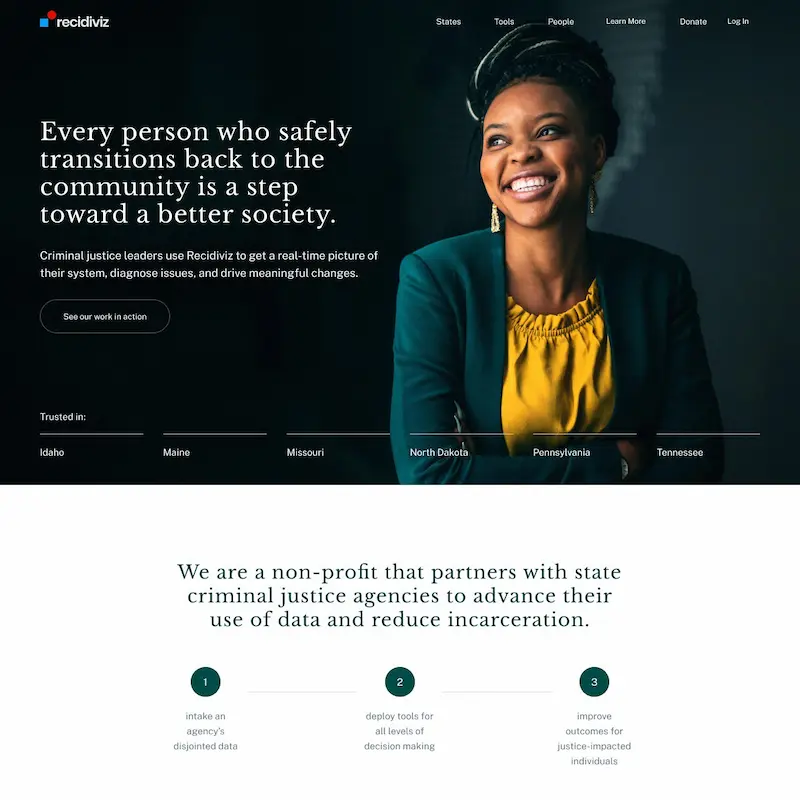 recidiviz
States Tools People Learn More Donate Log In
Every person who safely
transitions back to the
community is a step
toward a better society.
Criminal justice leaders use Recidiviz to get a real-time picture of
their system, diagnose issues, and drive meaningful changes.
See our work in action
Trusted in:
Idaho Maine Missouri North Dakota Pennsylvania Tennessee
We are a non-profit that partners with state
criminal justice agencies to advance their
use of data and reduce incarceration.
1
intake an
agency's
disjointed data
2
deploy tools for
all levels of
decision making
3
improve
outcomes for
justice-impacted
individuals